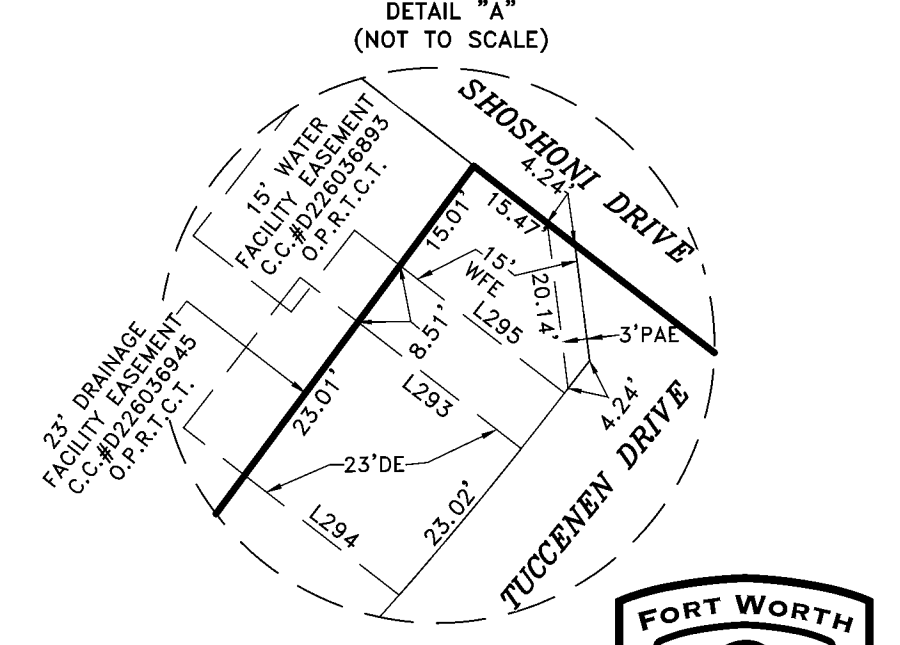 DETAIL "A"
(NOT TO SCALE)
SHOSHONI DRIVE
15' WATER
FACILITY EASEMENT
C.C.#D226036893
O.P.R.T.C.T.
4.24'
15.47'
15.01'
15'
WFE
20.14'
L295
8.51'
3'PAE
L293
4.24'
23' DRAINAGE
FACILITY EASEMENT
C.C.#D226036945
O.P.R.T.C.T.
23.01'
23'DE
L294
23.02'
TUCCENEN DRIVE
FORT WORTH